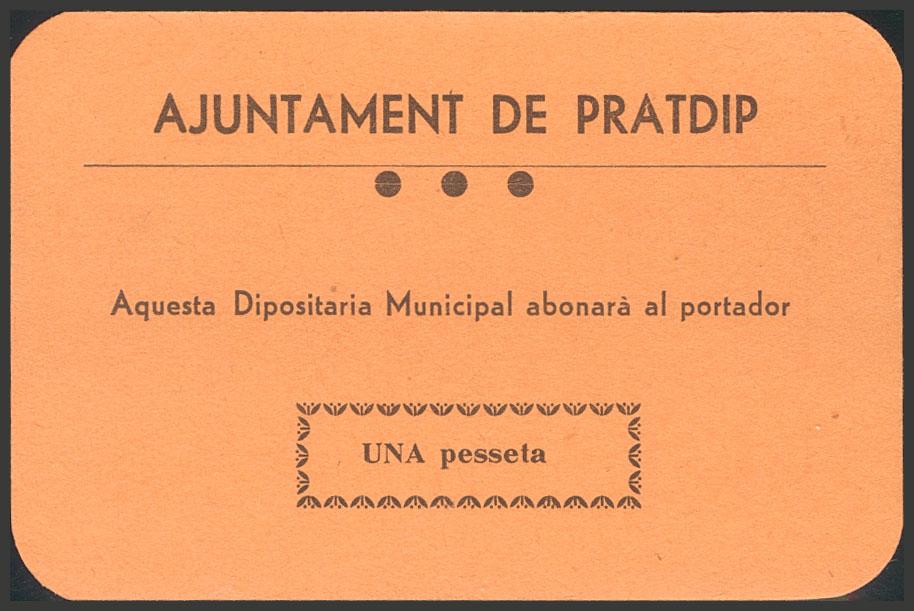 AJUNTAMENT DE PRATDIP
Aquesta Dipositaria Municipal abonarà al portador
UNA pesseta